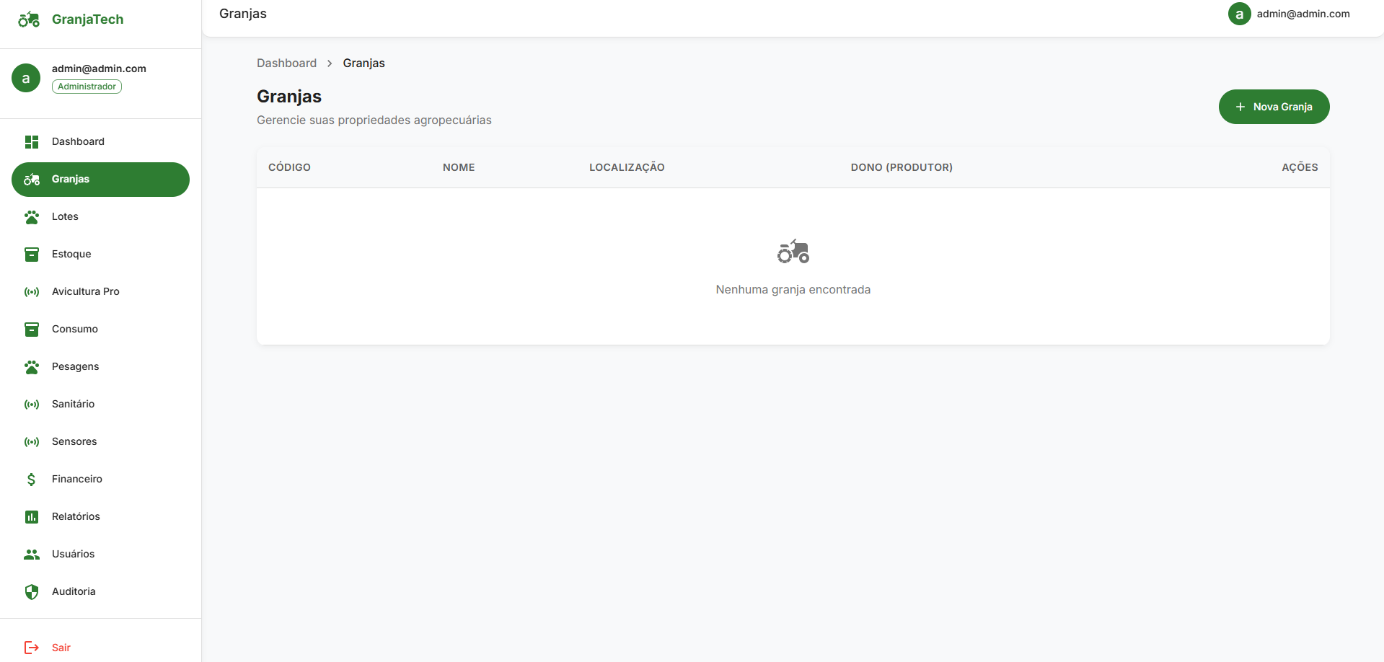 GranjaTech
a
admin@admin.com
Administrador
Dashboard
Granjas
Lotes
Estoque
Avicultura Pro
Consumo
Pesagens
Sanitário
Sensores
Financeiro
Relatórios
Usuários
Auditoria
Sair
Granjas
a admin@admin.com
Dashboard > Granjas
Granjas
Gerencie suas propriedades agropecuárias
+ Nova Granja
CÓDIGO NOME LOCALIZAÇÃO DONO (PRODUTOR) AÇÕES
Nenhuma granja encontrada